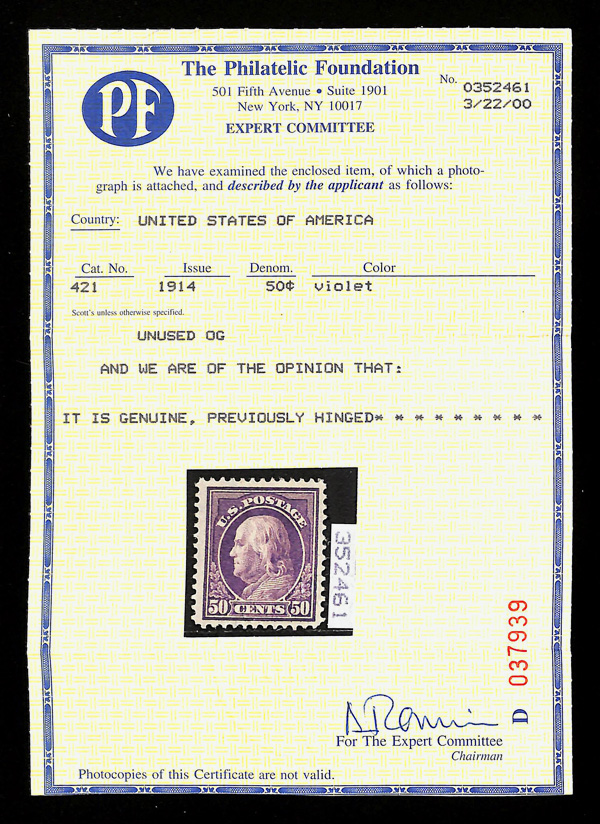 PF
The Philatelic Foundation
501 Fifth Avenue • Suite 1901
New York, NY 10017
EXPERT COMMITTEE
No. 0352461
3/22/00
We have examined the enclosed item, of which a photo-
graph is attached, and described by the applicant as follows:
Country: UNITED STATES OF AMERICA
Cat. No. Issue Denom. Color
421 1914 50¢ violet
Scott's unless otherwise specified.
UNUSED OG
AND WE ARE OF THE OPINION THAT:
IT IS GENUINE, PREVIOUSLY HINGED* * * * * * * * * *
U.S. POSTAGE
50 CENTS 50
352461
D 037939
For The Expert Committee
Chairman
Photocopies of this Certificate are not valid.